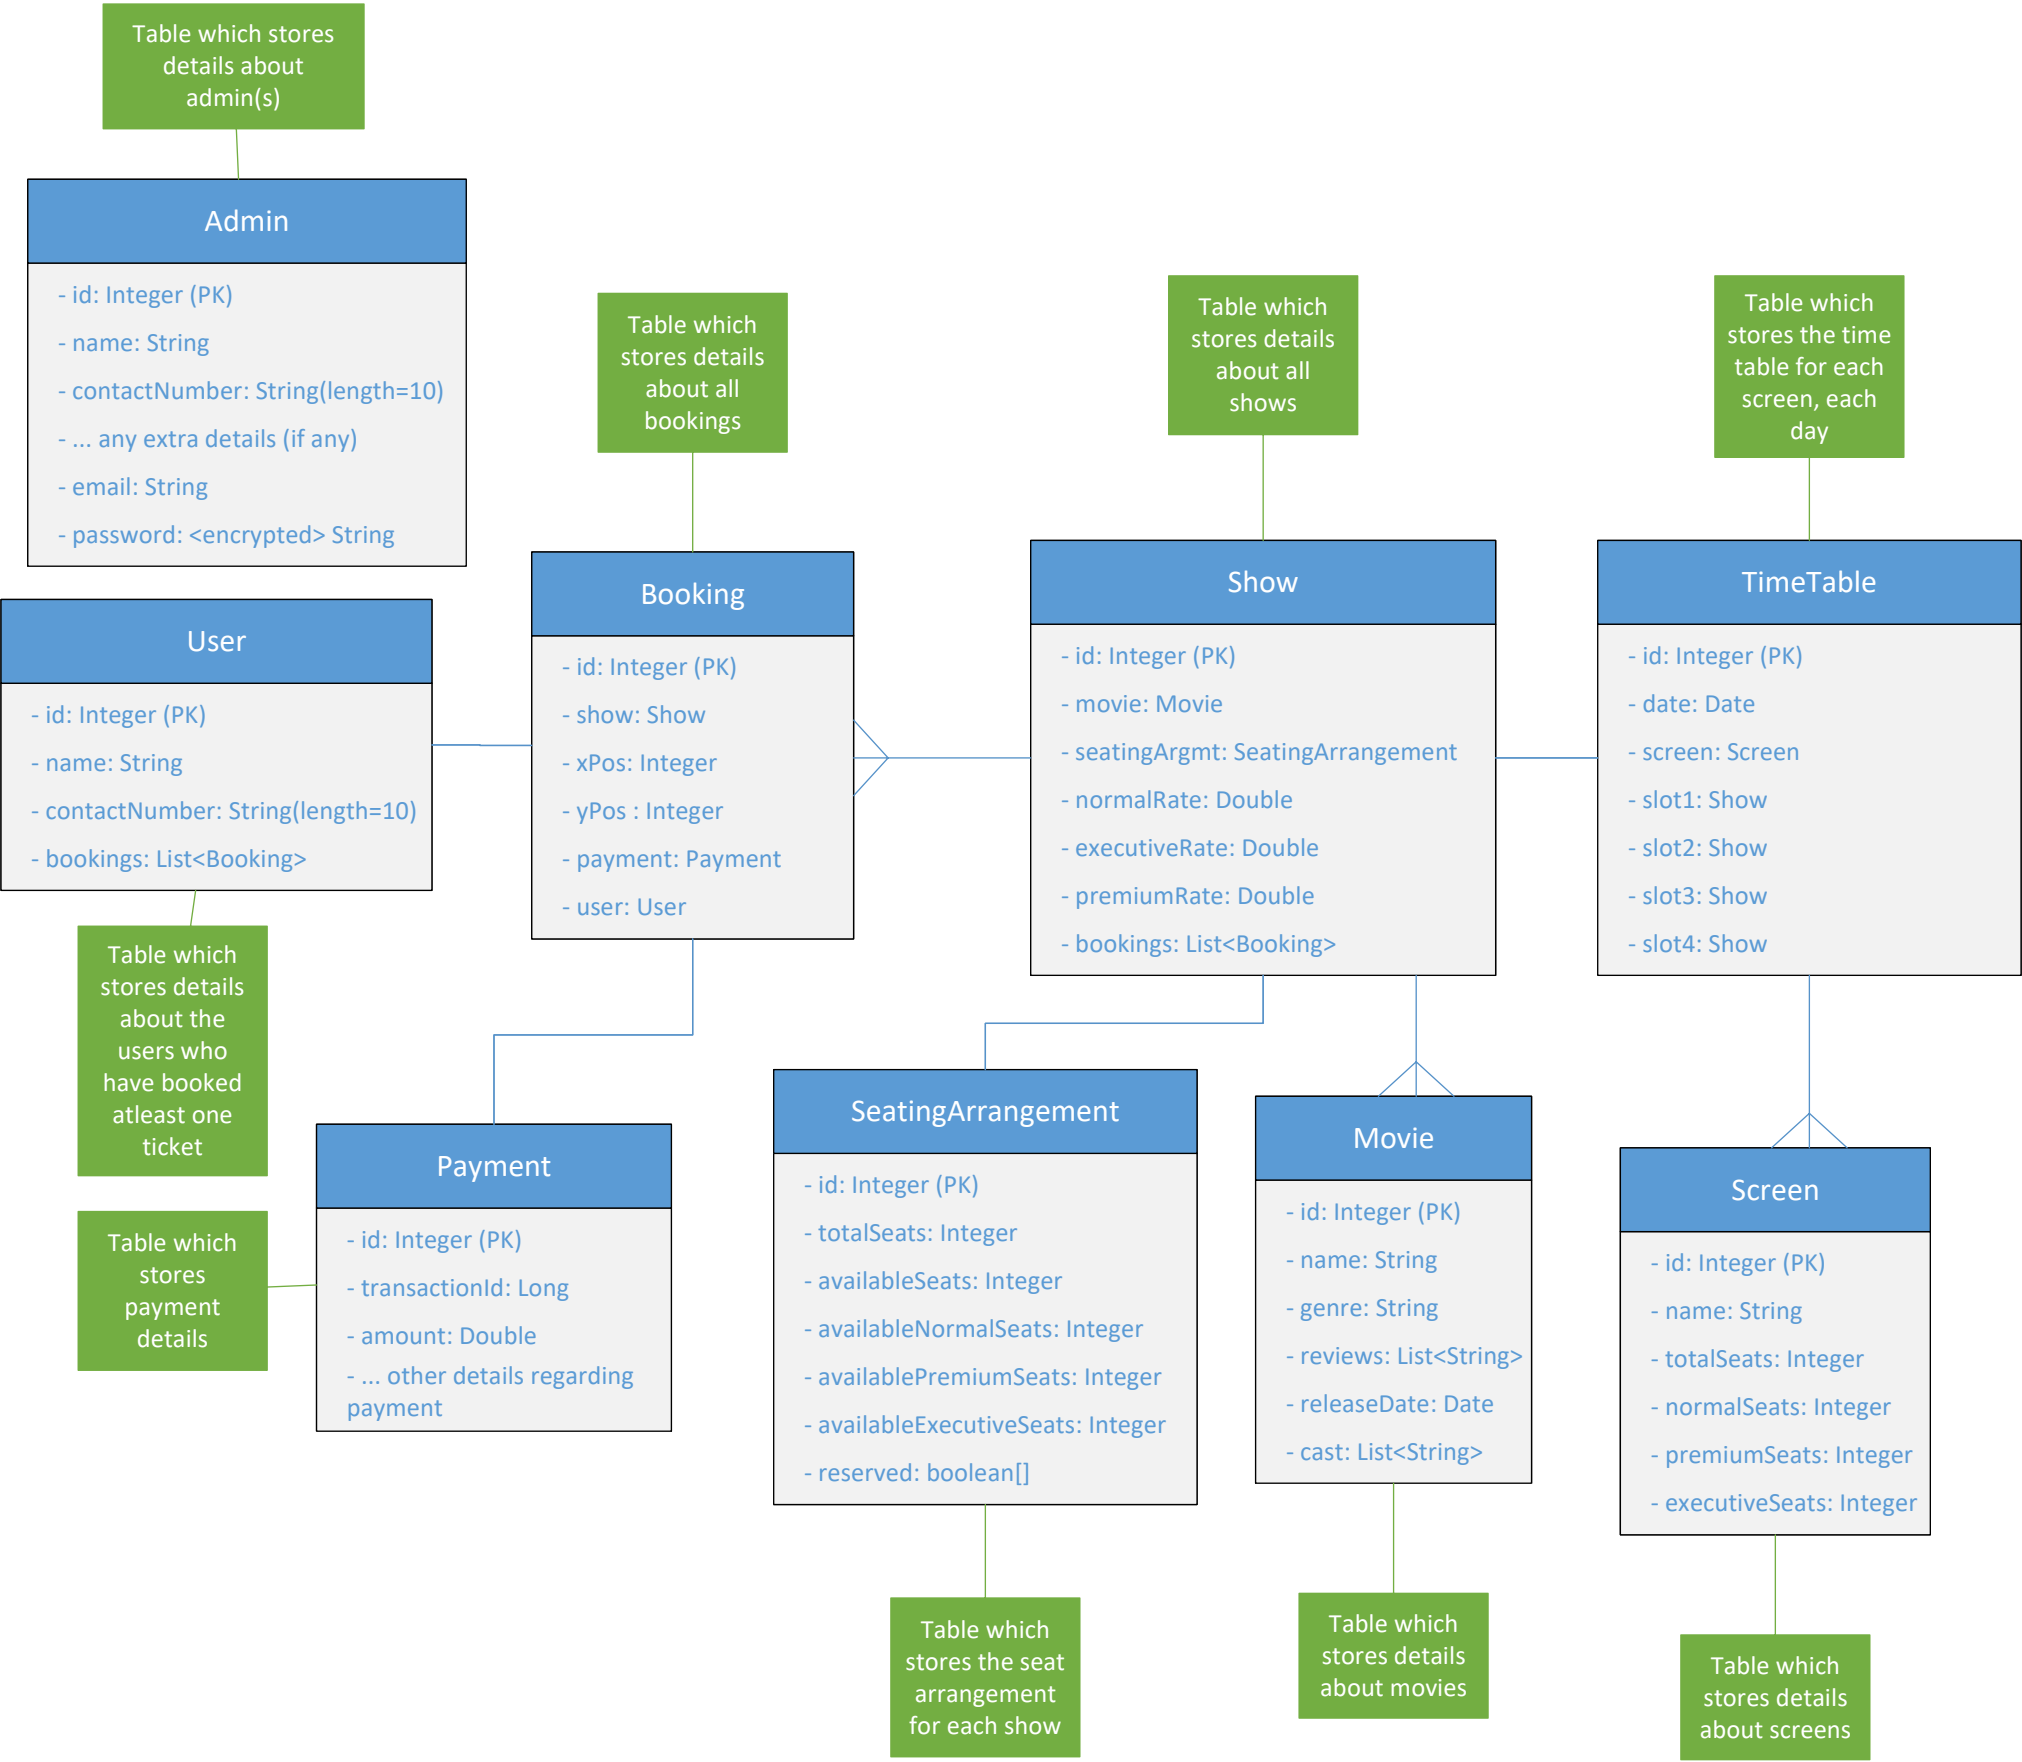 Table which stores
details about
admin(s)
Admin
- id: Integer (PK)
- name: String
- contactNumber: String(length=10)
- ... any extra details (if any)
- email: String
- password: <encrypted> String
User
- id: Integer (PK)
- name: String
- contactNumber: String(length=10)
- bookings: List<Booking>
Table which
stores details
about the
users who
have booked
atleast one
ticket
Table which
stores details
about all
bookings
Booking
- id: Integer (PK)
- show: Show
- xPos: Integer
- yPos : Integer
- payment: Payment
- user: User
Table which
stores details
about all
shows
Show
- id: Integer (PK)
- movie: Movie
- seatingArgmt: SeatingArrangement
- normalRate: Double
- executiveRate: Double
- premiumRate: Double
- bookings: List<Booking>
Table which
stores the time
table for each
screen, each
day
TimeTable
- id: Integer (PK)
- date: Date
- screen: Screen
- slot1: Show
- slot2: Show
- slot3: Show
- slot4: Show
Table which
stores
payment
details
Payment
- id: Integer (PK)
- transactionId: Long
- amount: Double
- ... other details regarding
payment
SeatingArrangement
- id: Integer (PK)
- totalSeats: Integer
- availableSeats: Integer
- availableNormalSeats: Integer
- availablePremiumSeats: Integer
- availableExecutiveSeats: Integer
- reserved: boolean[]
Table which
stores the seat
arrangement
for each show
Movie
- id: Integer (PK)
- name: String
- genre: String
- reviews: List<String>
- releaseDate: Date
- cast: List<String>
Table which
stores details
about movies
Screen
- id: Integer (PK)
- name: String
- totalSeats: Integer
- normalSeats: Integer
- premiumSeats: Integer
- executiveSeats: Integer
Table which
stores details
about screens